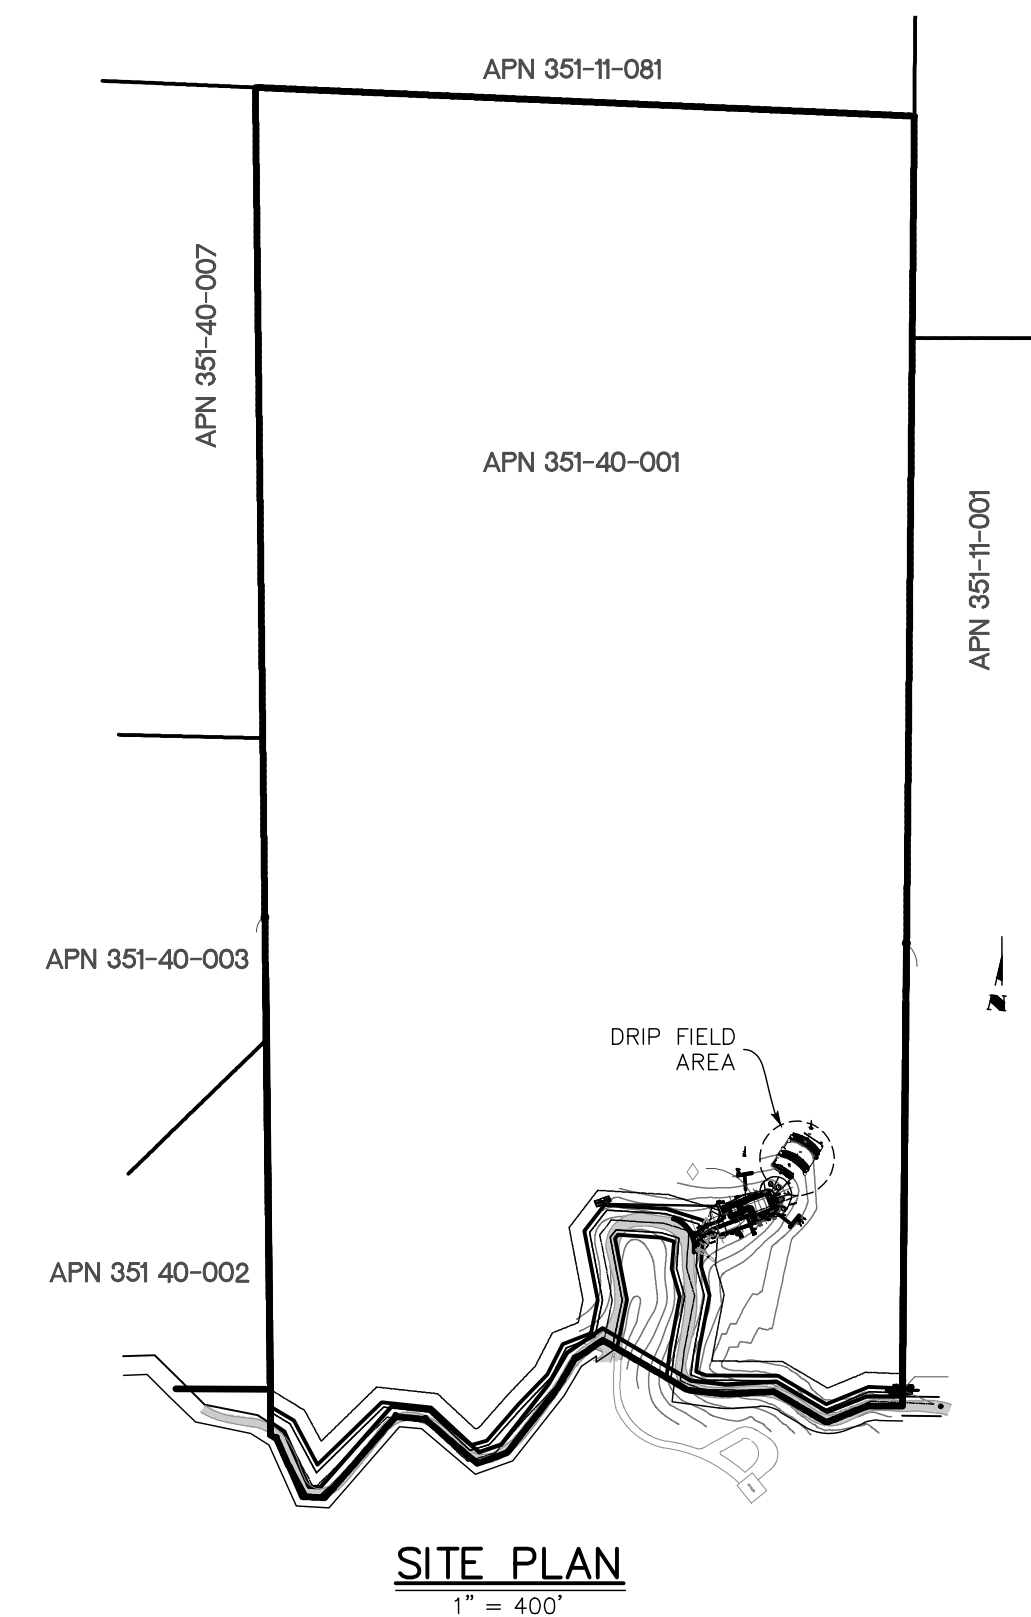 APN 351-11-081
APN 351-40-007
APN 351-40-001
APN 351-11-001
APN 351-40-003
N
DRIP FIELD
AREA
APN 351 40-002
SITE PLAN
1" = 400'